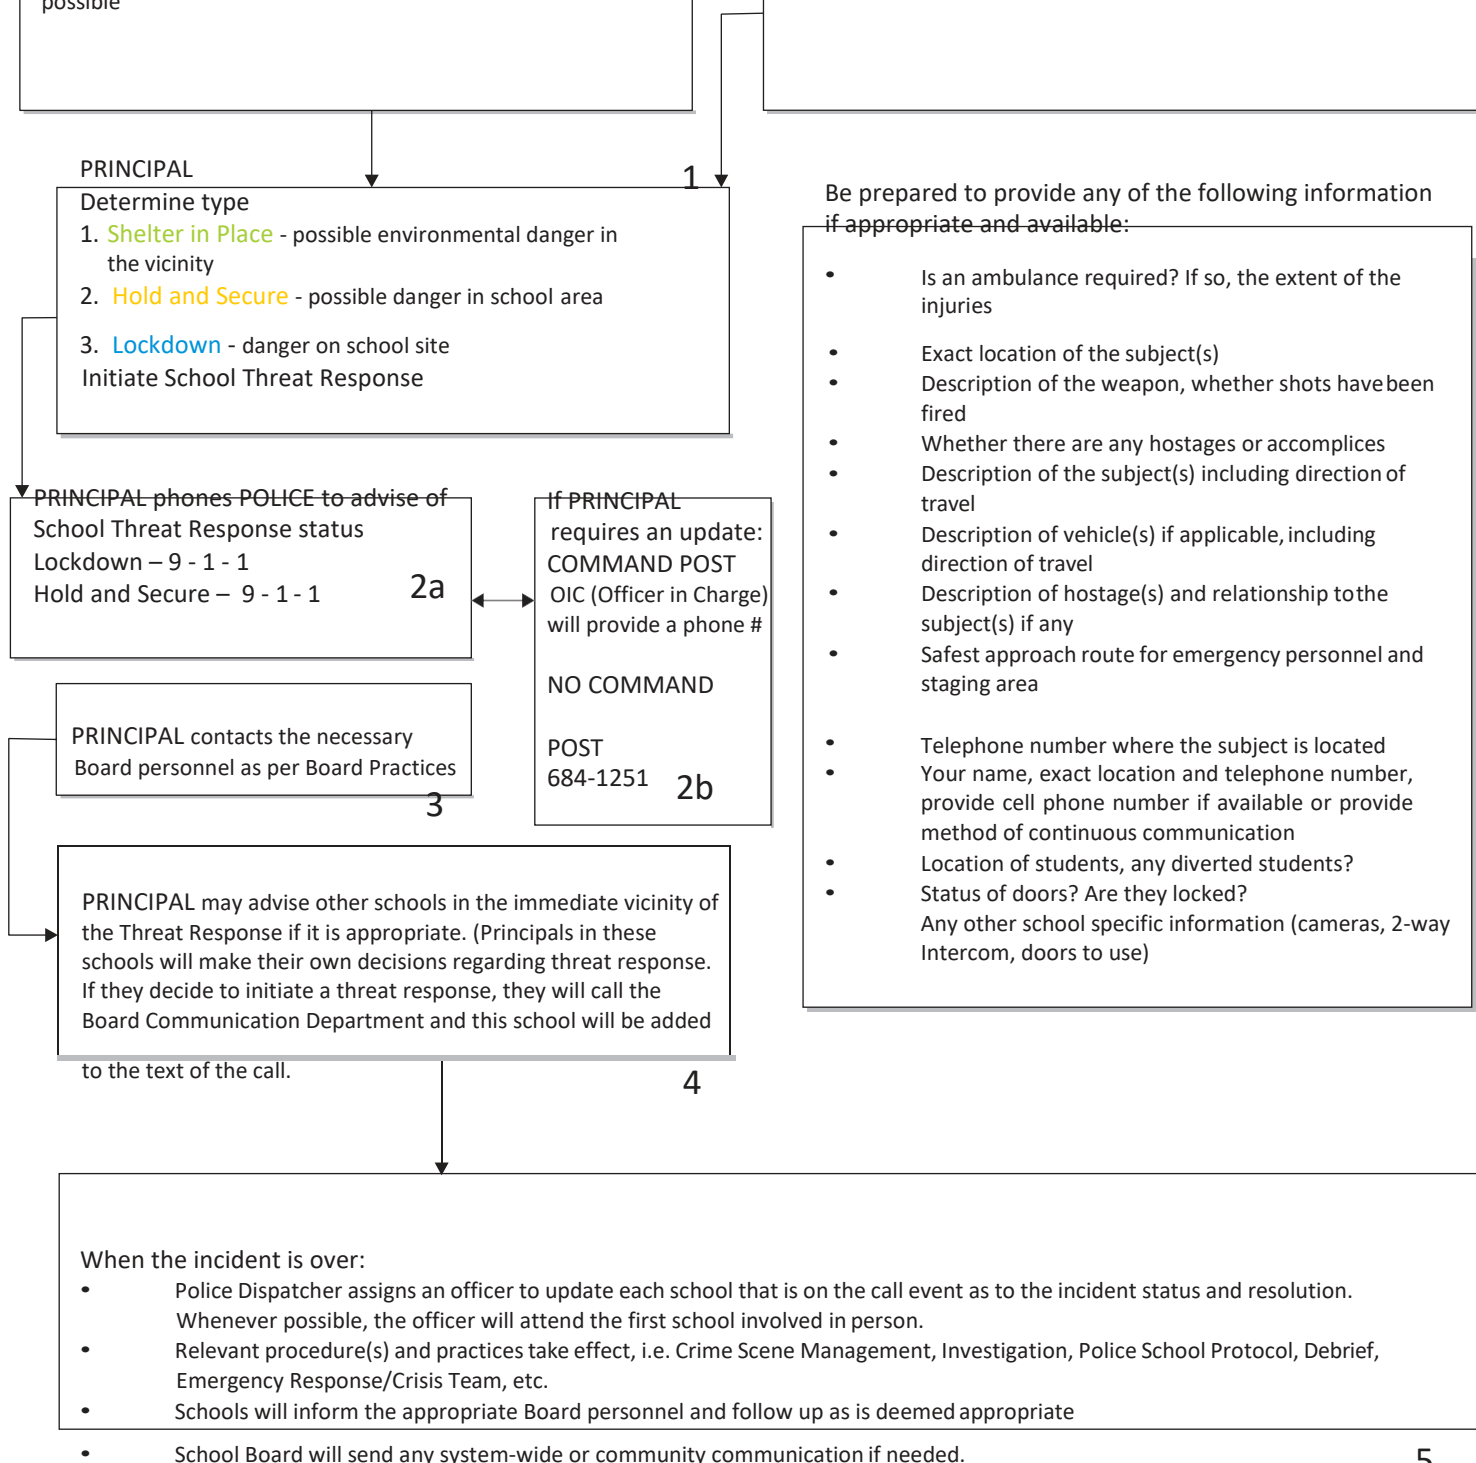 possible
PRINCIPAL
1
Determine type
1. Shelter in Place - possible environmental danger in
the vicinity
2. Hold and Secure - possible danger in school area
3. Lockdown - danger on school site
Initiate School Threat Response
PRINCIPAL phones POLICE to advise of
School Threat Response status
Lockdown – 9 - 1 - 1
Hold and Secure – 9 - 1 - 1
2a
If PRINCIPAL
requires an update:
COMMAND POST
OIC (Officer in Charge)
will provide a phone #
NO COMMAND
POST
684-1251
2b
PRINCIPAL contacts the necessary
Board personnel as per Board Practices
3
PRINCIPAL may advise other schools in the immediate vicinity of
the Threat Response if it is appropriate. (Principals in these
schools will make their own decisions regarding threat response.
If they decide to initiate a threat response, they will call the
Board Communication Department and this school will be added
to the text of the call.
4
Be prepared to provide any of the following information
if appropriate and available:
• Is an ambulance required? If so, the extent of the
injuries
• Exact location of the subject(s)
• Description of the weapon, whether shots have been
fired
• Whether there are any hostages or accomplices
• Description of the subject(s) including direction of
travel
• Description of vehicle(s) if applicable, including
direction of travel
• Description of hostage(s) and relationship to the
subject(s) if any
• Safest approach route for emergency personnel and
staging area
• Telephone number where the subject is located
• Your name, exact location and telephone number,
provide cell phone number if available or provide
method of continuous communication
• Location of students, any diverted students?
• Status of doors? Are they locked?
Any other school specific information (cameras, 2-way
Intercom, doors to use)
When the incident is over:
• Police Dispatcher assigns an officer to update each school that is on the call event as to the incident status and resolution.
Whenever possible, the officer will attend the first school involved in person.
• Relevant procedure(s) and practices take effect, i.e. Crime Scene Management, Investigation, Police School Protocol, Debrief,
Emergency Response/Crisis Team, etc.
• Schools will inform the appropriate Board personnel and follow up as is deemed appropriate
• School Board will send any system-wide or community communication if needed.
5